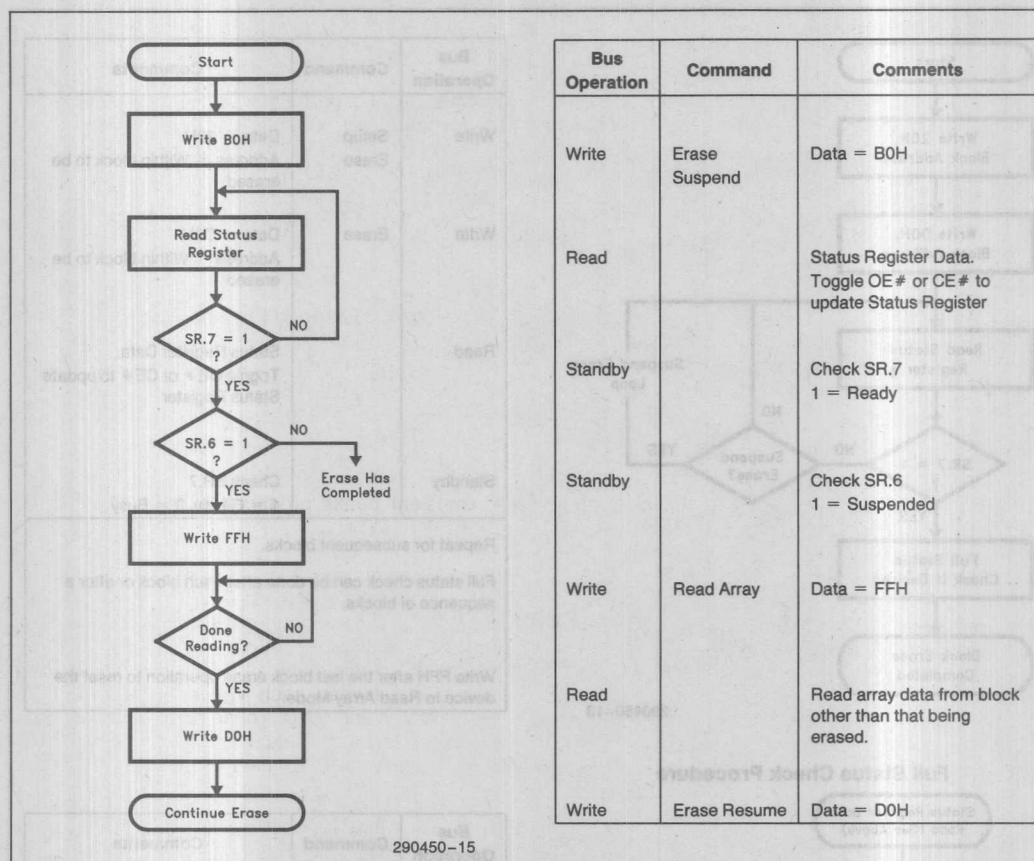 Start
Write B0H
Read Status
Register
SR.7 = 1
?
NO
YES
SR.6 = 1
?
NO
Erase Has
Completed
YES
Write FFH
Done
Reading?
NO
YES
Write D0H
Continue Erase
290450-15
Bus
Operation
Command
Comments
Write
Erase
Suspend
Data = B0H
Read
Status Register Data.
Toggle OE# or CE# to
update Status Register
Standby
Check SR.7
1 = Ready
Standby
Check SR.6
1 = Suspended
Write
Read Array
Data = FFH
Read
Read array data from block
other than that being
erased.
Write
Erase Resume
Data = D0H